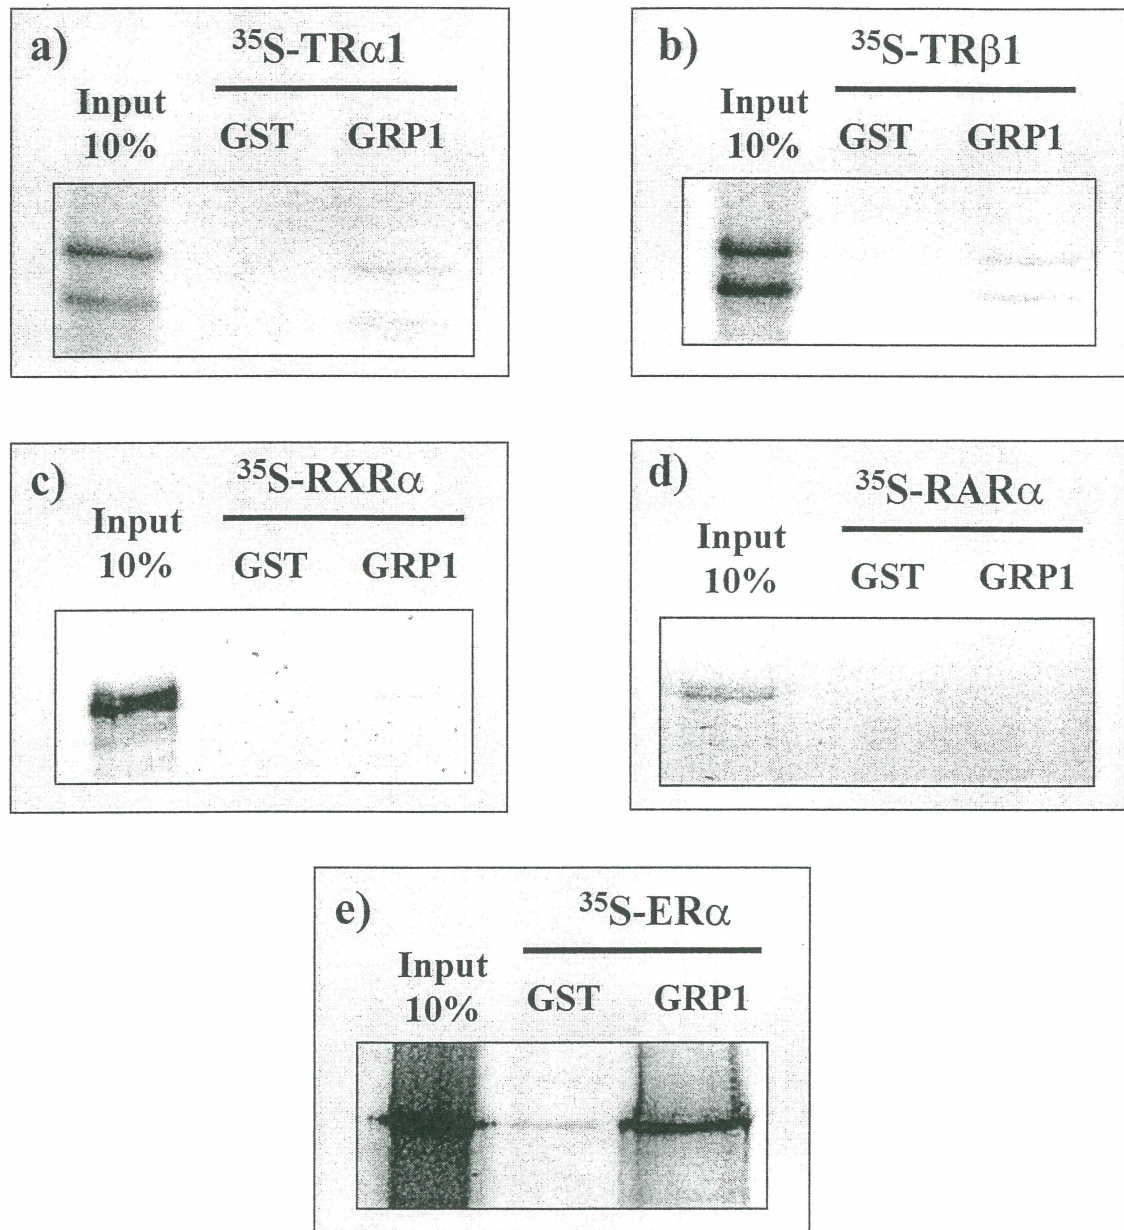 a)
³⁵S-TRα1
Input
10%
GST GRP1
b)
³⁵S-TRβ1
Input
10%
GST GRP1
c)
³⁵S-RXRα
Input
10%
GST GRP1
d)
³⁵S-RARα
Input
10%
GST GRP1
e)
³⁵S-ERα
Input
10%
GST GRP1